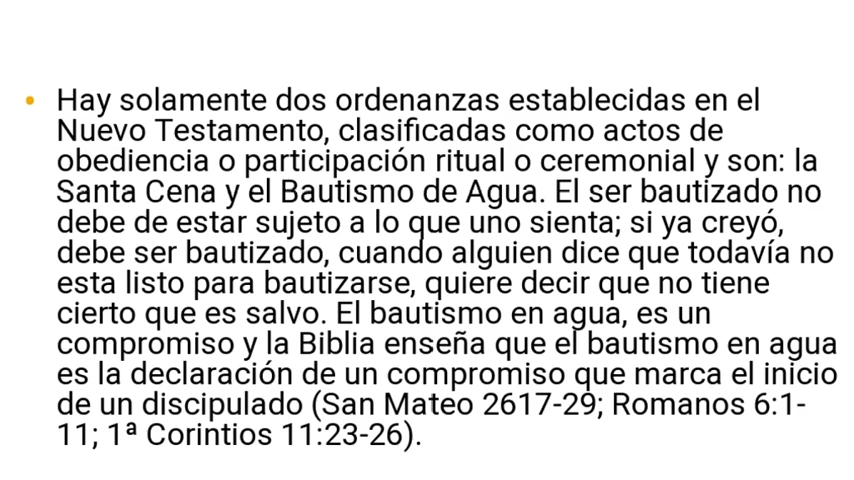 • Hay solamente dos ordenanzas establecidas en el
Nuevo Testamento, clasificadas como actos de
obediencia o participación ritual o ceremonial y son: la
Santa Cena y el Bautismo de Agua. El ser bautizado no
debe de estar sujeto a lo que uno sienta; si ya creyó,
debe ser bautizado, cuando alguien dice que todavía no
esta listo para bautizarse, quiere decir que no tiene
cierto que es salvo. El bautismo en agua, es un
compromiso y la Biblia enseña que el bautismo en agua
es la declaración de un compromiso que marca el inicio
de un discipulado (San Mateo 2617-29; Romanos 6:1-
11; 1ª Corintios 11:23-26).